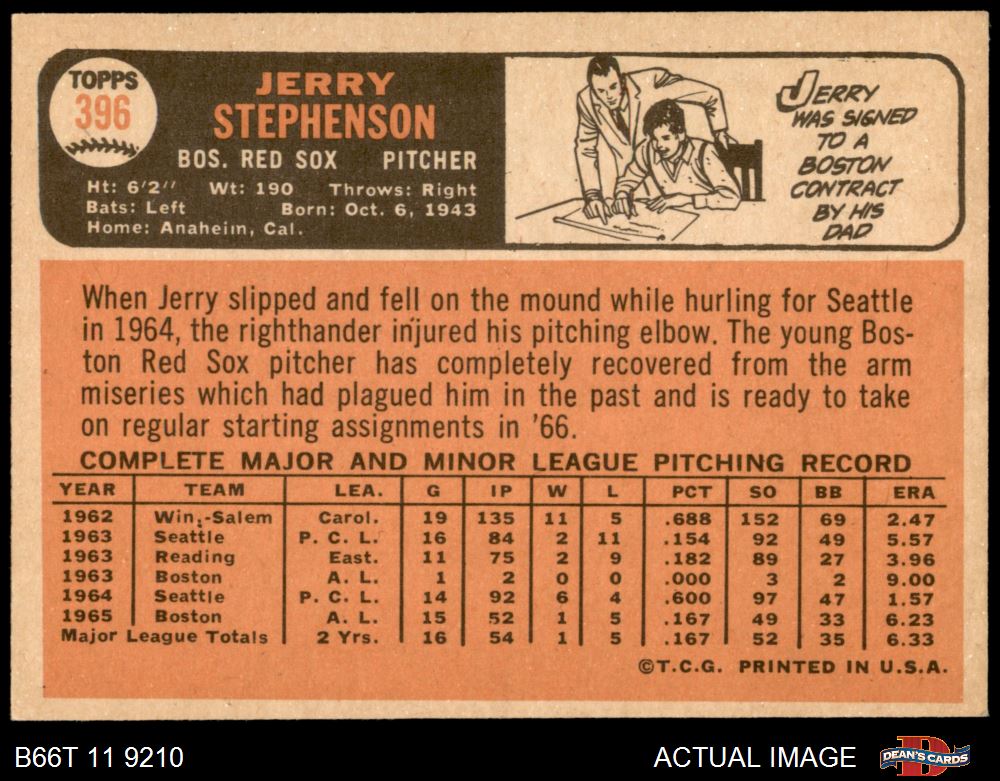 TOPPS
396
JERRY
STEPHENSON
BOS. RED SOX PITCHER
Ht: 6'2" Wt: 190 Throws: Right
Bats: Left Born: Oct. 6, 1943
Home: Anaheim, Cal.
JERRY
WAS SIGNED
TO A
BOSTON
CONTRACT
BY HIS
DAD
When Jerry slipped and fell on the mound while hurling for Seattle
in 1964, the righthander injured his pitching elbow. The young Bos-
ton Red Sox pitcher has completely recovered from the arm
miseries which had plagued him in the past and is ready to take
on regular starting assignments in '66.
COMPLETE MAJOR AND MINOR LEAGUE PITCHING RECORD
YEAR TEAM LEA. G IP W L PCT SO BB ERA
1962 Win.-Salem Carol. 19 135 11 5 .688 152 69 2.47
1963 Seattle P. C. L. 16 84 2 11 .154 92 49 5.57
1963 Reading East. 11 75 2 9 .182 89 27 3.96
1963 Boston A. L. 1 2 0 0 .000 3 2 9.00
1964 Seattle P. C. L. 14 92 6 4 .600 97 47 1.57
1965 Boston A. L. 15 52 1 5 .167 49 33 6.23
Major League Totals 2 Yrs. 16 54 1 5 .167 52 35 6.33
©T.C.G. PRINTED IN U.S.A.
B66T 11 9210 ACTUAL IMAGE DEAN'S CARDS